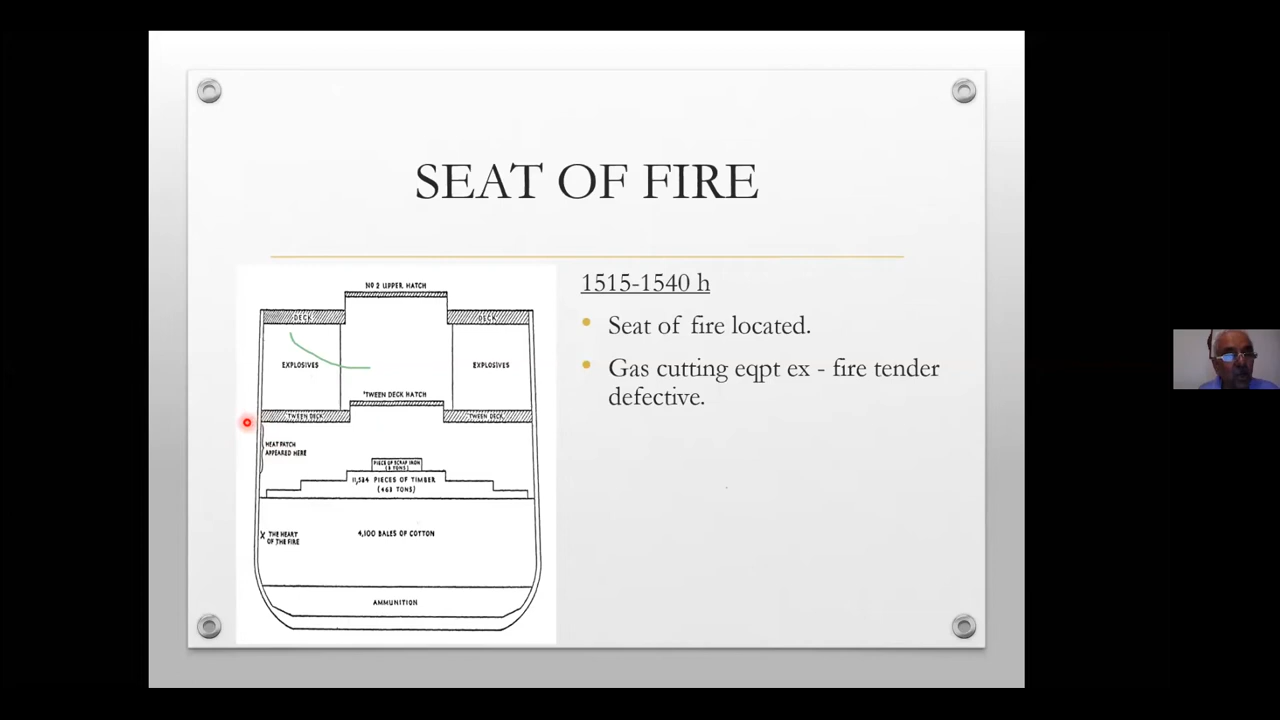 SEAT OF FIRE
NO 2 UPPER HATCH
DECK
DECK
EXPLOSIVES
EXPLOSIVES
'TWEEN DECK HATCH
TWEEN DECK
TWEEN DECK
HEAT PATCH
APPEARED HERE
PIECE OF SCRAP IRON
(8 TONS)
11,584 PIECES OF TIMBER
(463 TONS)
X THE HEART
OF THE FIRE
4,100 BALES OF COTTON
AMMUNITION
1515-1540 h
• Seat of fire located.
• Gas cutting eqpt ex - fire tender
defective.